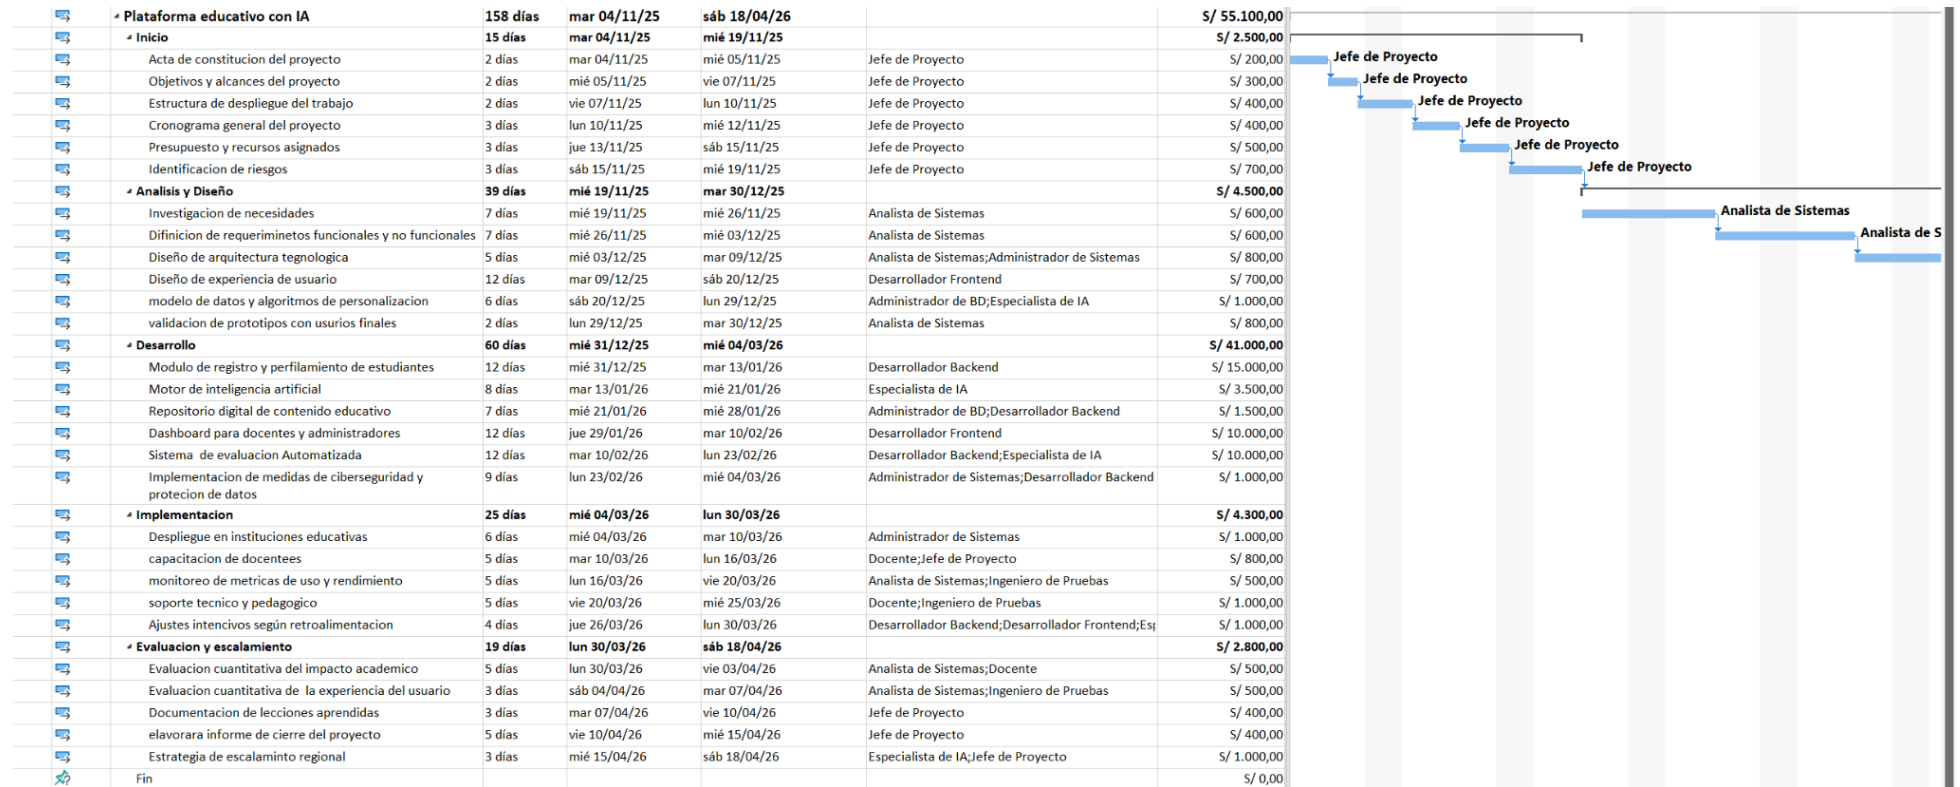 Plataforma educativo con IA 158 días mar 04/11/25 sáb 18/04/26 S/ 55.100,00
Inicio 15 días mar 04/11/25 mié 19/11/25 S/ 2.500,00
Acta de constitucion del proyecto 2 días mar 04/11/25 mié 05/11/25 Jefe de Proyecto S/ 200,00 Jefe de Proyecto
Objetivos y alcances del proyecto 2 días mié 05/11/25 vie 07/11/25 Jefe de Proyecto S/ 300,00 Jefe de Proyecto
Estructura de despliegue del trabajo 2 días vie 07/11/25 lun 10/11/25 Jefe de Proyecto S/ 400,00 Jefe de Proyecto
Cronograma general del proyecto 3 días lun 10/11/25 mié 12/11/25 Jefe de Proyecto S/ 400,00 Jefe de Proyecto
Presupuesto y recursos asignados 3 días jue 13/11/25 sáb 15/11/25 Jefe de Proyecto S/ 500,00 Jefe de Proyecto
Identificacion de riesgos 3 días sáb 15/11/25 mié 19/11/25 Jefe de Proyecto S/ 700,00 Jefe de Proyecto
Analisis y Diseño 39 días mié 19/11/25 mar 30/12/25 S/ 4.500,00
Investigacion de necesidades 7 días mié 19/11/25 mié 26/11/25 Analista de Sistemas S/ 600,00 Analista de Sistemas
Difinicion de requeriminetos funcionales y no funcionales 7 días mié 26/11/25 mié 03/12/25 Analista de Sistemas S/ 600,00 Analista de S
Diseño de arquitectura tegnologica 5 días mié 03/12/25 mar 09/12/25 Analista de Sistemas;Administrador de Sistemas S/ 800,00
Diseño de experiencia de usuario 12 días mar 09/12/25 sáb 20/12/25 Desarrollador Frontend S/ 700,00
modelo de datos y algoritmos de personalizacion 6 días sáb 20/12/25 lun 29/12/25 Administrador de BD;Especialista de IA S/ 1.000,00
validacion de prototipos con usurios finales 2 días lun 29/12/25 mar 30/12/25 Analista de Sistemas S/ 800,00
Desarrollo 60 días mié 31/12/25 mié 04/03/26 S/ 41.000,00
Modulo de registro y perfilamiento de estudiantes 12 días mié 31/12/25 mar 13/01/26 Desarrollador Backend S/ 15.000,00
Motor de inteligencia artificial 8 días mar 13/01/26 mié 21/01/26 Especialista de IA S/ 3.500,00
Repositorio digital de contenido educativo 7 días mié 21/01/26 mié 28/01/26 Administrador de BD;Desarrollador Backend S/ 1.500,00
Dashboard para docentes y administradores 12 días jue 29/01/26 mar 10/02/26 Desarrollador Frontend S/ 10.000,00
Sistema de evaluacion Automatizada 12 días mar 10/02/26 lun 23/02/26 Desarrollador Backend;Especialista de IA S/ 10.000,00
Implementacion de medidas de ciberseguridad y 9 días lun 23/02/26 mié 04/03/26 Administrador de Sistemas;Desarrollador Backend S/ 1.000,00
protecion de datos
Implementacion 25 días mié 04/03/26 lun 30/03/26 S/ 4.300,00
Despliegue en instituciones educativas 6 días mié 04/03/26 mar 10/03/26 Administrador de Sistemas S/ 1.000,00
capacitacion de docentees 5 días mar 10/03/26 lun 16/03/26 Docente;Jefe de Proyecto S/ 800,00
monitoreo de metricas de uso y rendimiento 5 días lun 16/03/26 vie 20/03/26 Analista de Sistemas;Ingeniero de Pruebas S/ 500,00
soporte tecnico y pedagogico 5 días vie 20/03/26 mié 25/03/26 Docente;Ingeniero de Pruebas S/ 1.000,00
Ajustes intencivos según retroalimentacion 4 días jue 26/03/26 lun 30/03/26 Desarrollador Backend;Desarrollador Frontend;Esp S/ 1.000,00
Evaluacion y escalamiento 19 días lun 30/03/26 sáb 18/04/26 S/ 2.800,00
Evaluacion cuantitativa del impacto academico 5 días lun 30/03/26 vie 03/04/26 Analista de Sistemas;Docente S/ 500,00
Evaluacion cuantitativa de la experiencia del usuario 3 días sáb 04/04/26 mar 07/04/26 Analista de Sistemas;Ingeniero de Pruebas S/ 500,00
Documentacion de lecciones aprendidas 3 días mar 07/04/26 vie 10/04/26 Jefe de Proyecto S/ 400,00
elavorara informe de cierre del proyecto 5 días vie 10/04/26 mié 15/04/26 Jefe de Proyecto S/ 400,00
Estrategia de escalaminto regional 3 días mié 15/04/26 sáb 18/04/26 Especialista de IA;Jefe de Proyecto S/ 1.000,00
Fin S/ 0,00